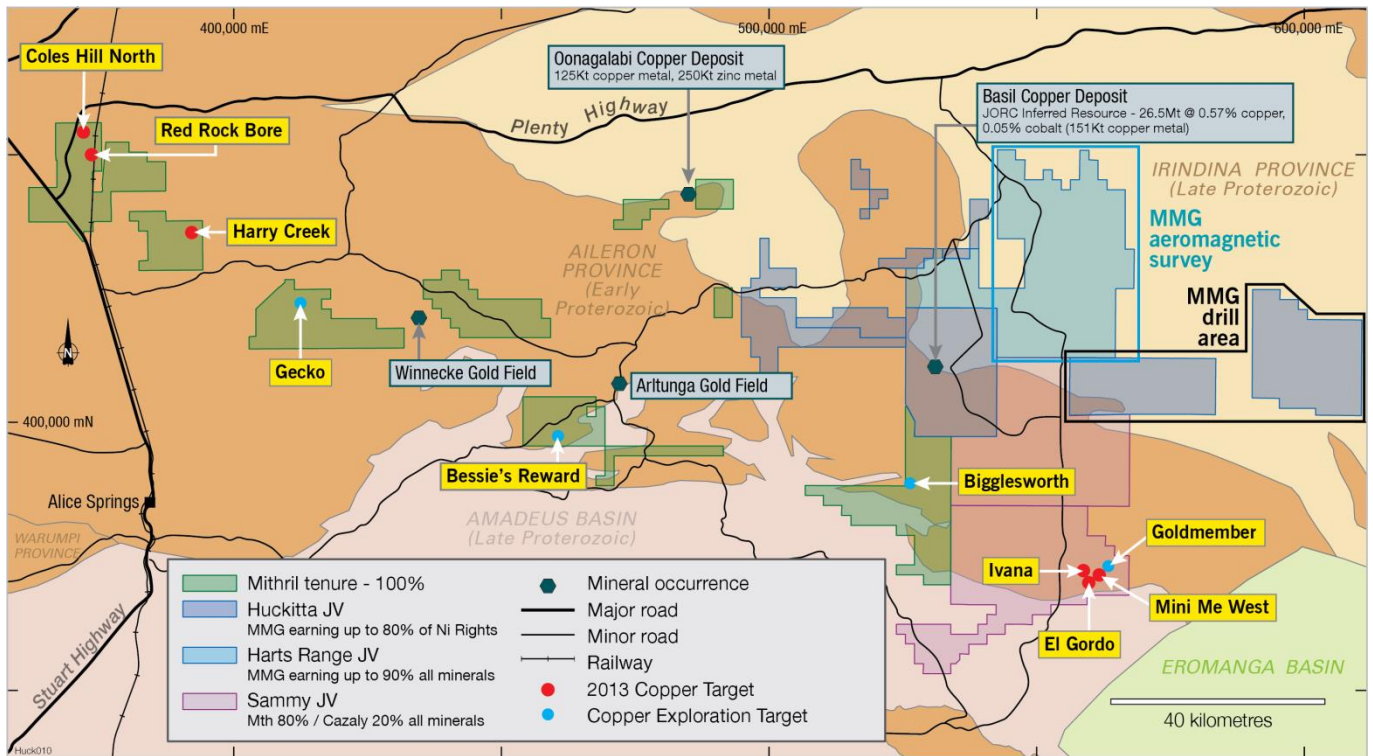 400,000 mE
500,000 mE
600,000 mE
Coles Hill North
Red Rock Bore
Harry Creek
Oonagalabi Copper Deposit
125Kt copper metal, 250Kt zinc metal
Plenty Highway
Basil Copper Deposit
JORC Inferred Resource - 26.5Mt @ 0.57% copper,
0.05% cobalt (151Kt copper metal)
IRINDINA PROVINCE
(Late Proterozoic)
MMG
aeromagnetic
survey
AILERON
PROVINCE
(Early
Proterozoic)
MMG
drill
area
N
Gecko
Winnecke Gold Field
Arltunga Gold Field
400,000 mN
Bessie's Reward
Bigglesworth
Alice Springs
AMADEUS BASIN
(Late Proterozoic)
WARUMPI
PROVINCE
Goldmember
Ivana
Mini Me West
El Gordo
EROMANGA BASIN
Stuart Highway
Mithril tenure - 100%
Huckitta JV
MMG earning up to 80% of Ni Rights
Harts Range JV
MMG earning up to 90% all minerals
Sammy JV
Mth 80% / Cazaly 20% all minerals
Mineral occurrence
Major road
Minor road
Railway
2013 Copper Target
Copper Exploration Target
40 kilometres
Huck010